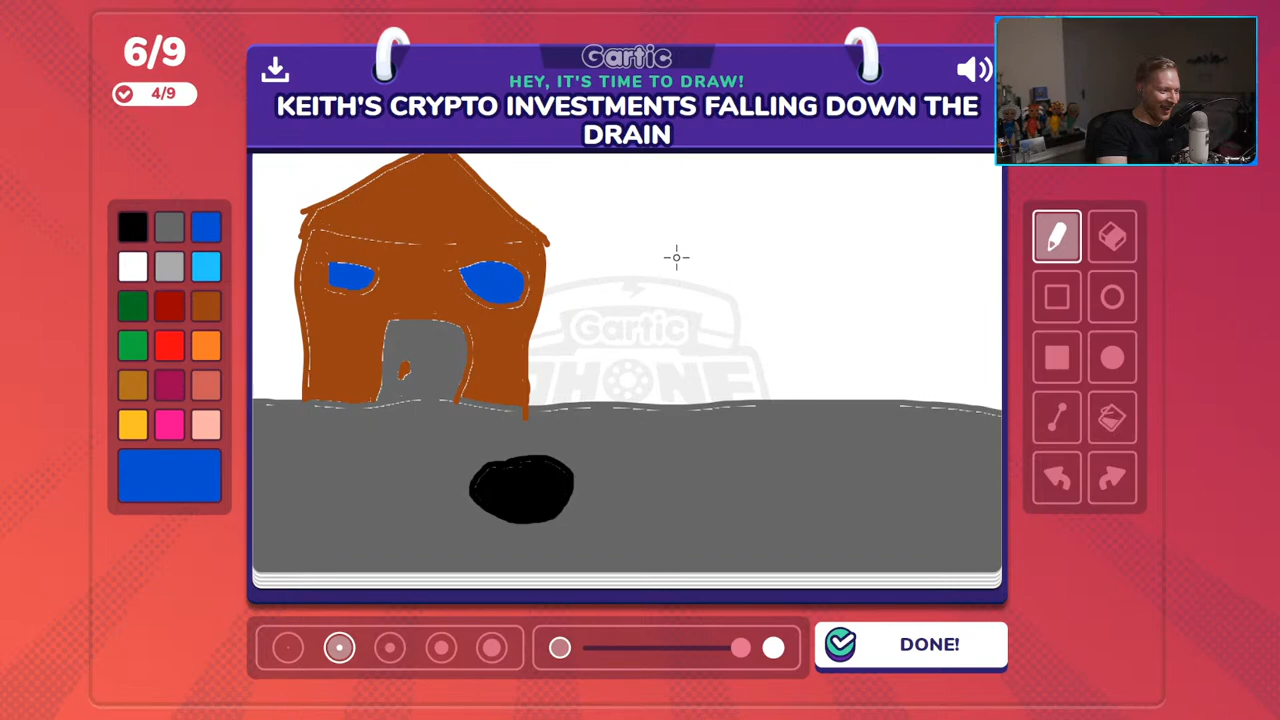 6/9
4/9
Gartic
HEY, IT'S TIME TO DRAW!
KEITH'S CRYPTO INVESTMENTS FALLING DOWN THE
DRAIN
Gartic
PHONE
DONE!